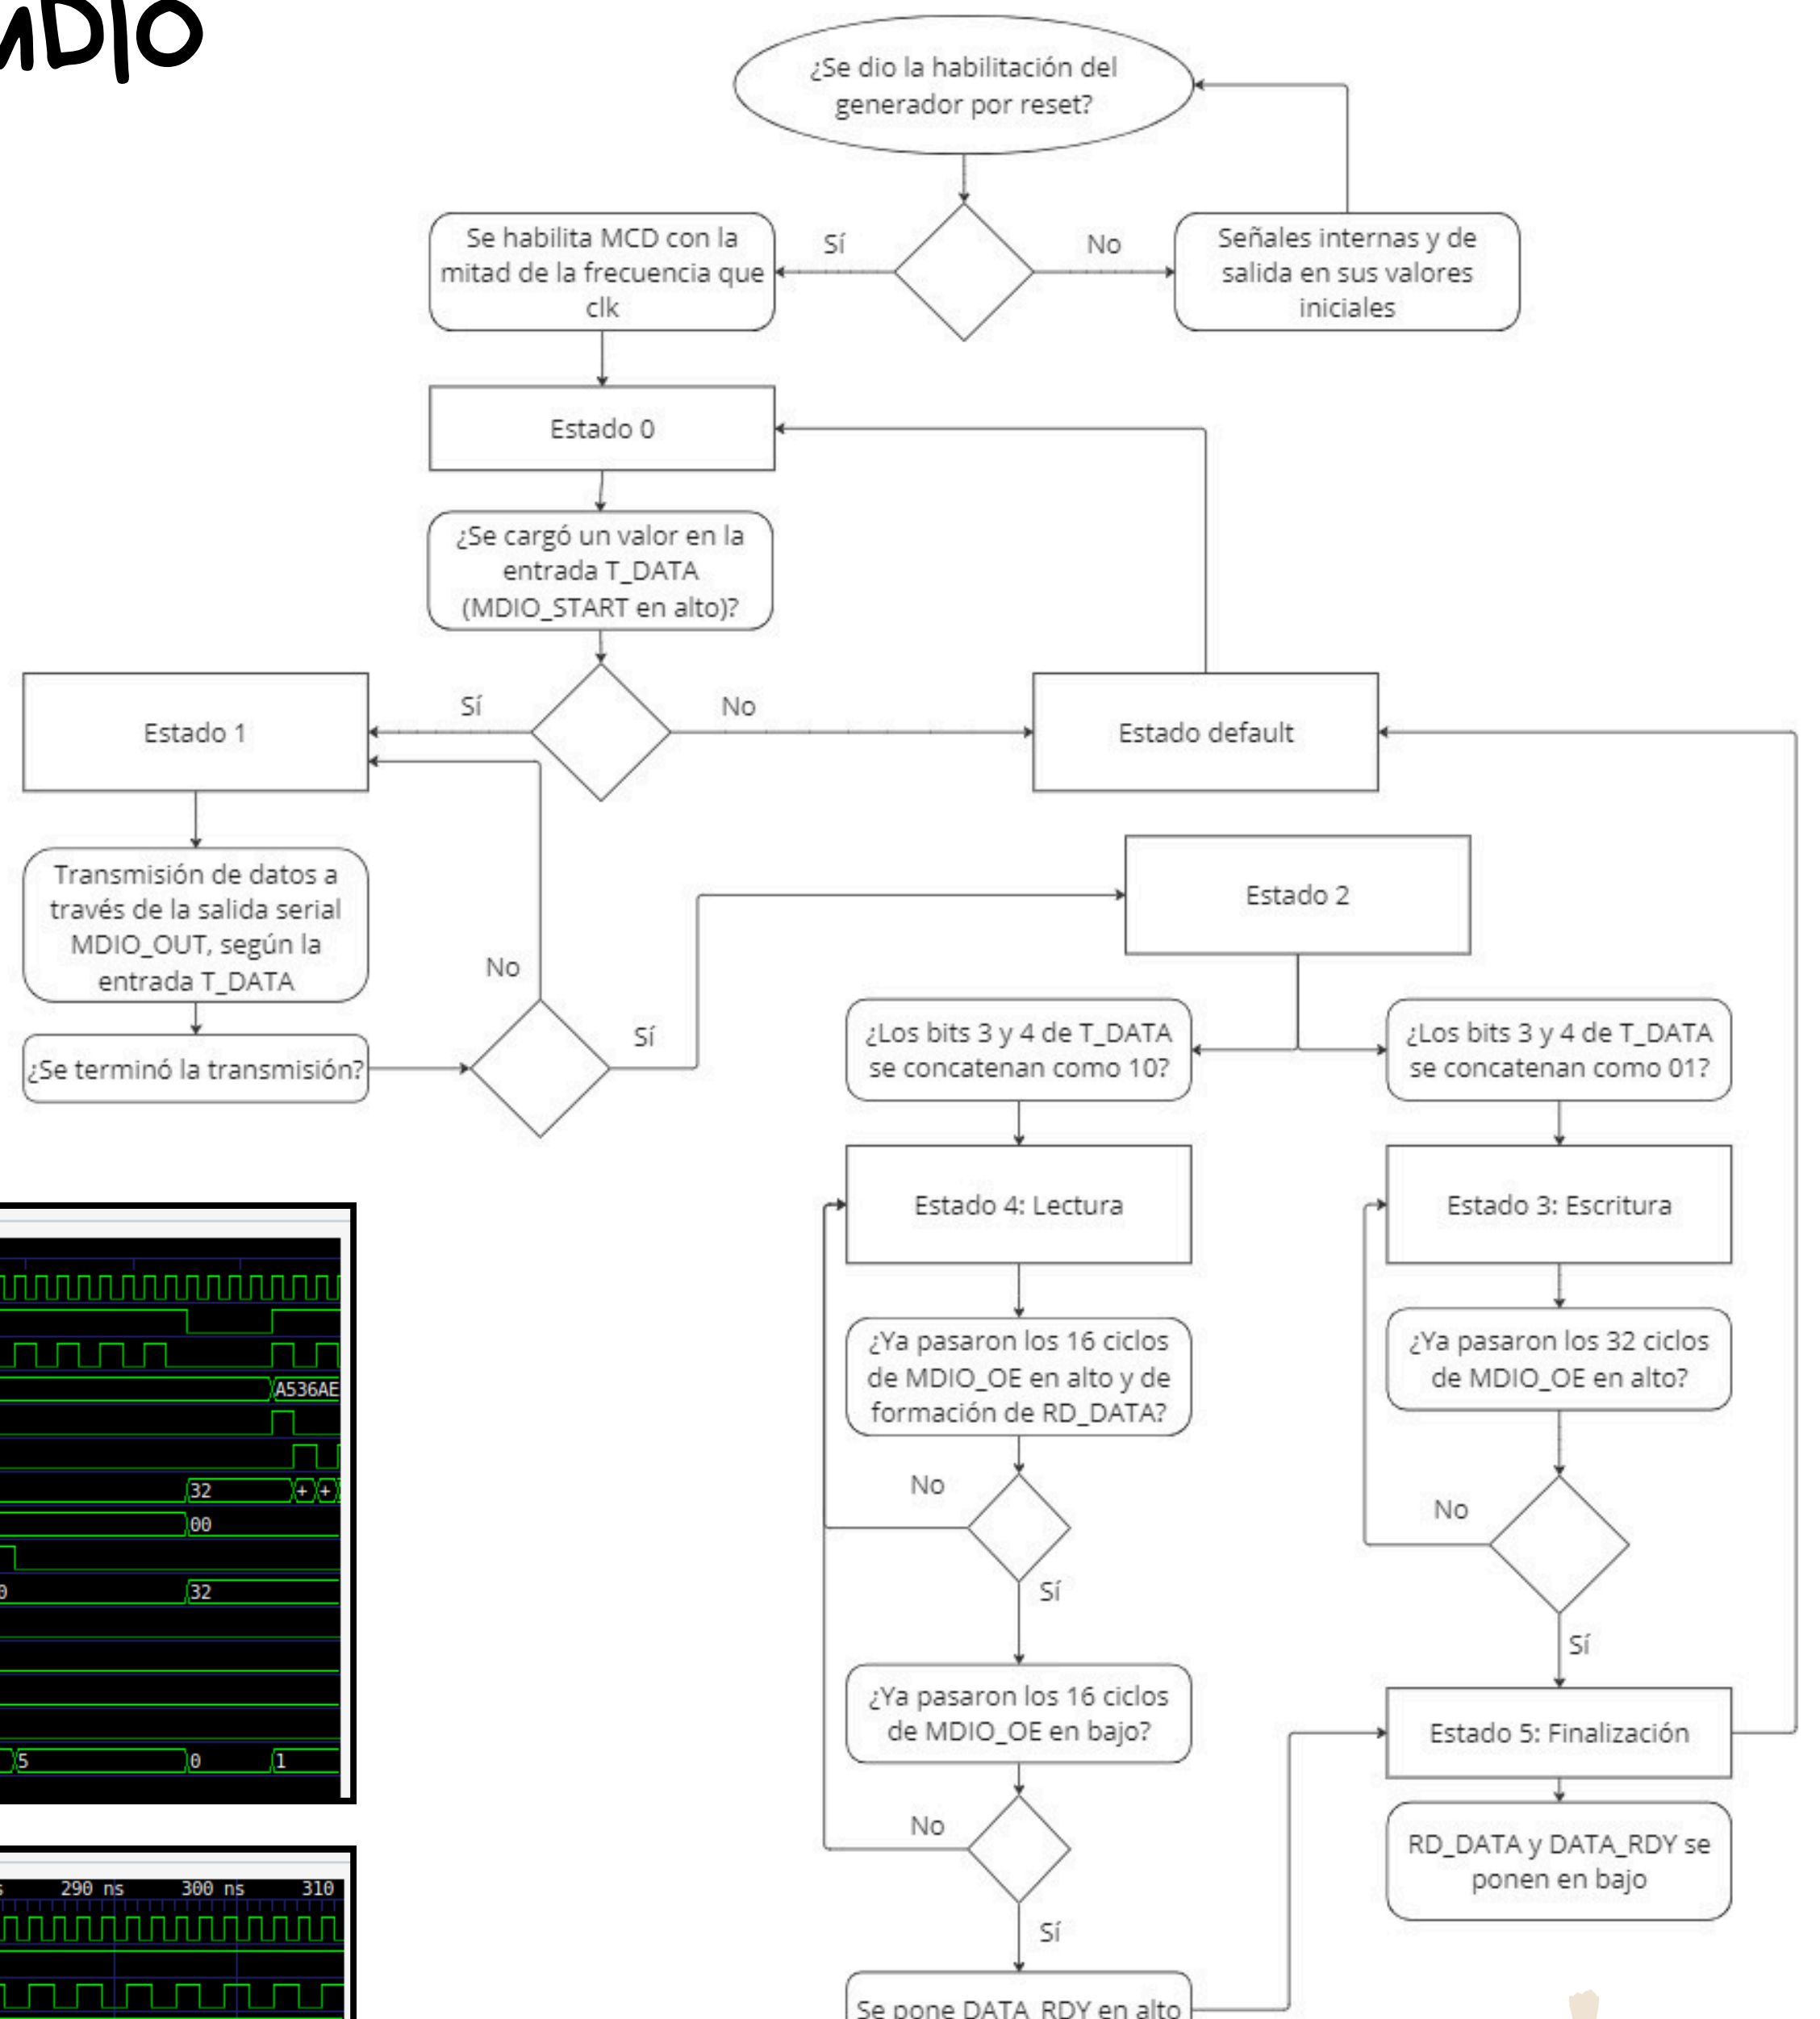 MDIO
¿Se dio la habilitación del
generador por reset?
Sí
No
Se habilita MCD con la
mitad de la frecuencia que
clk
Señales internas y de
salida en sus valores
iniciales
Estado 0
¿Se cargó un valor en la
entrada T_DATA
(MDIO_START en alto)?
Sí
No
Estado 1
Estado default
Transmisión de datos a
través de la salida serial
MDIO_OUT, según la
entrada T_DATA
Estado 2
No
Sí
¿Se terminó la transmisión?
¿Los bits 3 y 4 de T_DATA
se concatenan como 10?
¿Los bits 3 y 4 de T_DATA
se concatenan como 01?
Estado 4: Lectura
Estado 3: Escritura
¿Ya pasaron los 16 ciclos
de MDIO_OE en alto y de
formación de RD_DATA?
¿Ya pasaron los 32 ciclos
de MDIO_OE en alto?
No
No
Sí
Sí
¿Ya pasaron los 16 ciclos
de MDIO_OE en bajo?
Estado 5: Finalización
No
RD_DATA y DATA_RDY se
ponen en bajo
Sí
Se pone DATA_RDY en alto
A536AE
32 + +
00
0 32
5 0 1
s 290 ns 300 ns 310